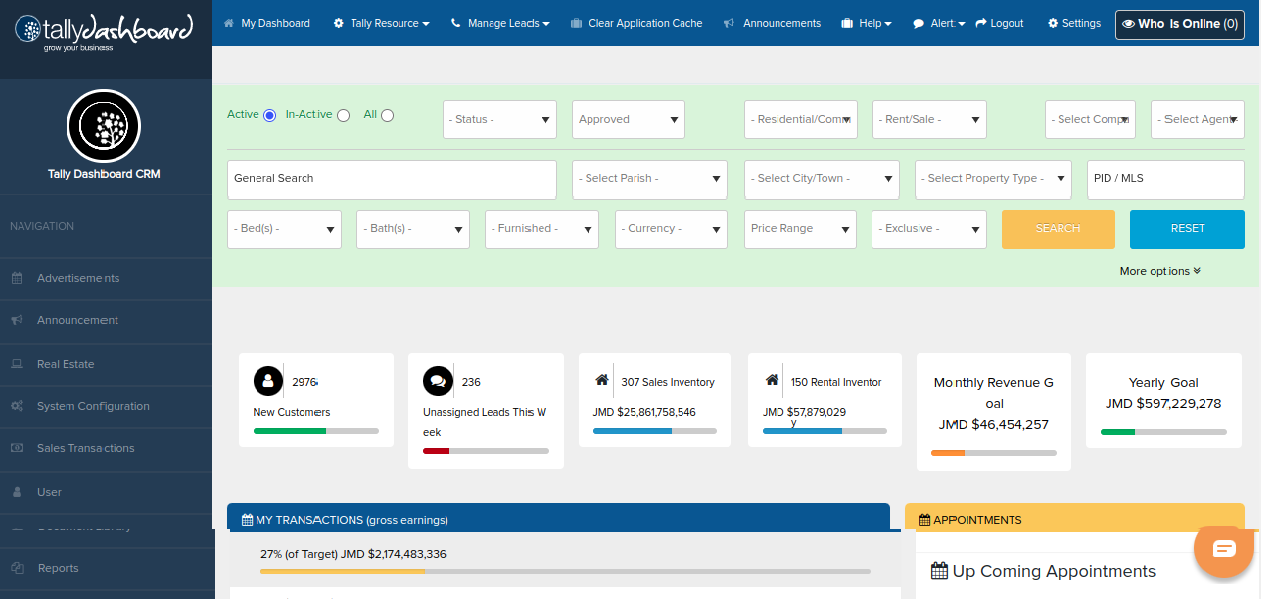 tallydashboard
grow your business
My Dashboard
Tally Resource
Manage Leads
Clear Application Cache
Announcements
Help
Alert
Logout
Settings
Who Is Online (0)
Tally Dashboard CRM
NAVIGATION
Advertisements
Announcement
Real Estate
System Configuration
Sales Transactions
User
Document Library
Reports
Active
In-Active
All
- Status -
Approved
- Residential/Comm
- Rent/Sale -
- Select Comp
- Select Agent
General Search
- Select Parish -
- Select City/Town -
- Select Property Type -
PID / MLS
- Bed(s) -
- Bath(s) -
- Furnished -
- Currency -
Price Range
- Exclusive -
SEARCH
RESET
More options
2976
New Customers
236
Unassigned Leads This W
eek
307 Sales Inventory
JMD $25,861,758,546
150 Rental Inventor
y
JMD $57,879,029
Monthly Revenue G
oal
JMD $46,454,257
Yearly Goal
JMD $597,229,278
MY TRANSACTIONS (gross earnings)
27% (of Target) JMD $2,174,483,336
APPOINTMENTS
Up Coming Appointments